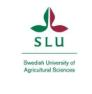 SLU
Swedish University of
Agricultural Sciences